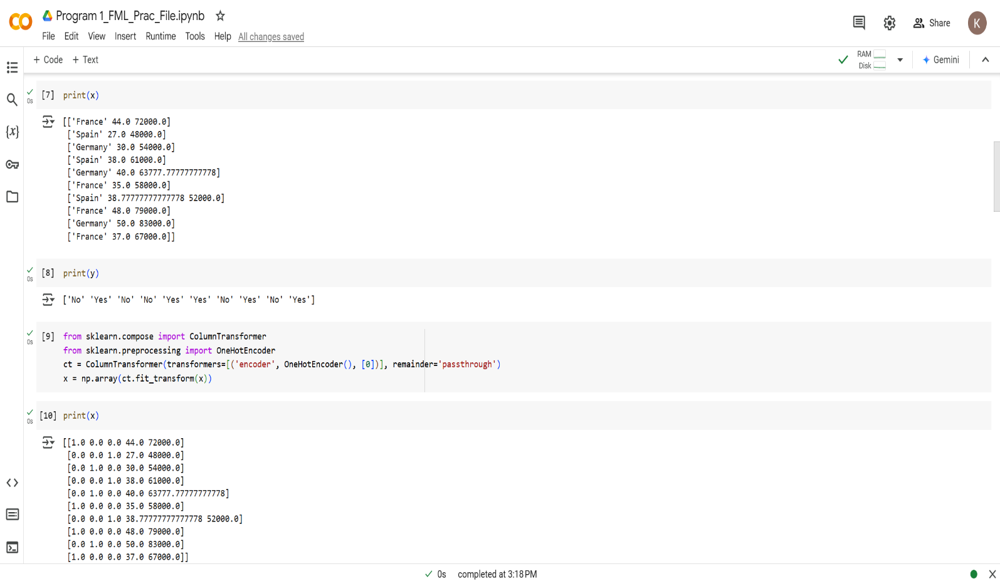 Program 1_FML_Prac_File.ipynb
File Edit View Insert Runtime Tools Help All changes saved
Share
K
+ Code + Text
RAM
Disk
Gemini
0s
[7] print(x)
[['France' 44.0 72000.0]
['Spain' 27.0 48000.0]
['Germany' 30.0 54000.0]
['Spain' 38.0 61000.0]
['Germany' 40.0 63777.77777777778]
['France' 35.0 58000.0]
['Spain' 38.77777777777778 52000.0]
['France' 48.0 79000.0]
['Germany' 50.0 83000.0]
['France' 37.0 67000.0]]
0s
[8] print(y)
['No' 'Yes' 'No' 'No' 'Yes' 'Yes' 'No' 'Yes' 'No' 'Yes']
0s
[9] from sklearn.compose import ColumnTransformer
from sklearn.preprocessing import OneHotEncoder
ct = ColumnTransformer(transformers=[('encoder', OneHotEncoder(), [0])], remainder='passthrough')
x = np.array(ct.fit_transform(x))
0s
[10] print(x)
[[1.0 0.0 0.0 44.0 72000.0]
[0.0 0.0 1.0 27.0 48000.0]
[0.0 1.0 0.0 30.0 54000.0]
[0.0 0.0 1.0 38.0 61000.0]
[0.0 1.0 0.0 40.0 63777.77777777778]
[1.0 0.0 0.0 35.0 58000.0]
[0.0 0.0 1.0 38.77777777777778 52000.0]
[1.0 0.0 0.0 48.0 79000.0]
[0.0 1.0 0.0 50.0 83000.0]
[1.0 0.0 0.0 37.0 67000.0]]
0s completed at 3:18 PM